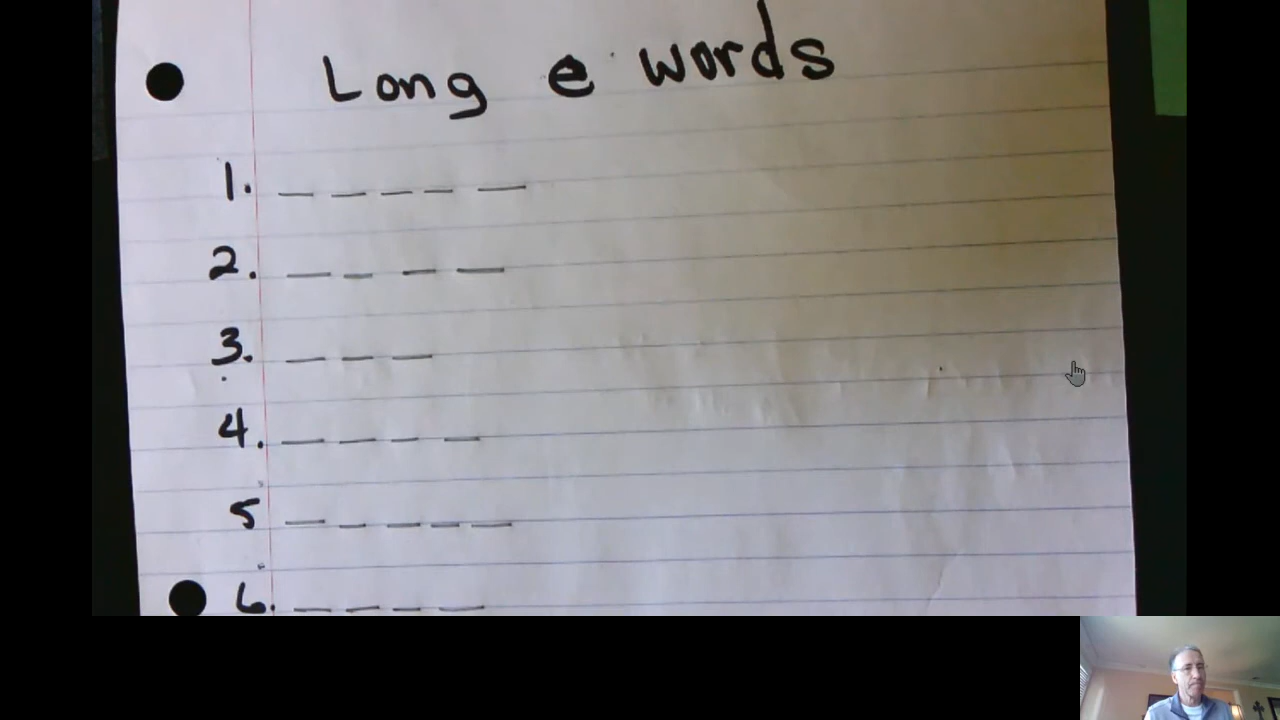 Long e words
1. _ _ _ _ _
2. _ _ _ _
3. _ _ _
4. _ _ _ _
5 _ _ _ _ _
6. _ _ _ _